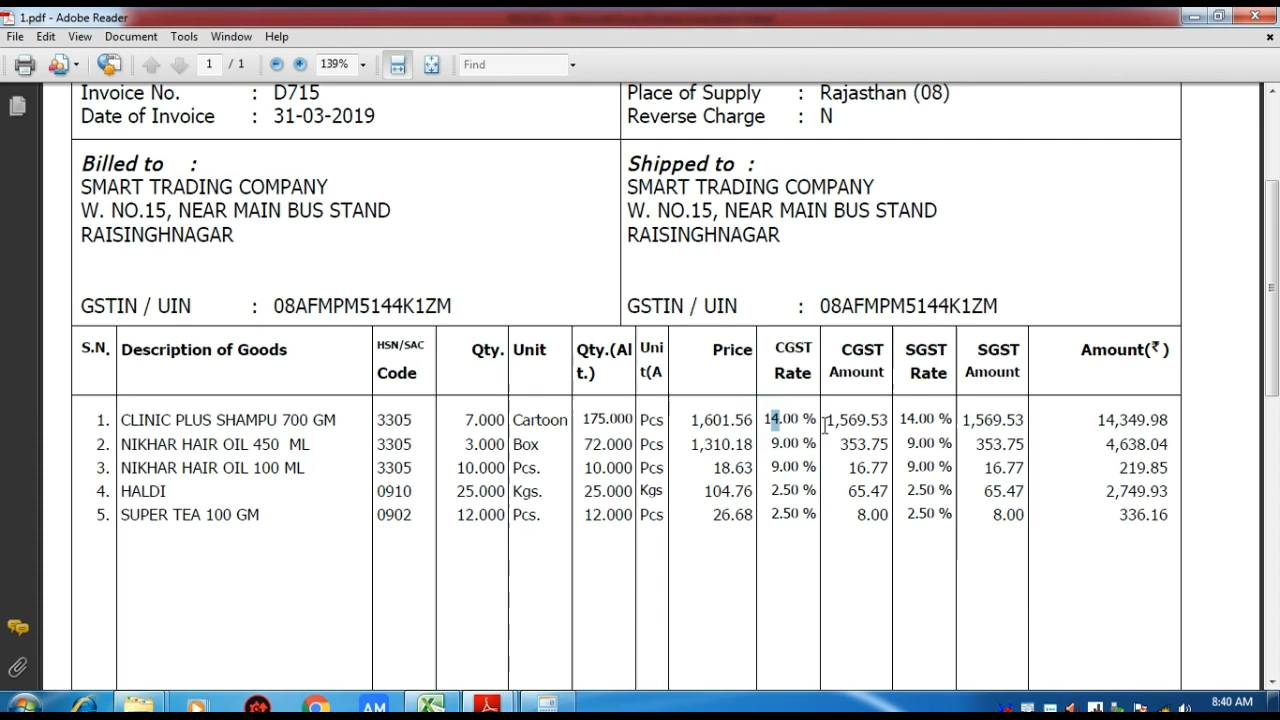 1.pdf - Adobe Reader
File Edit View Document Tools Window Help
1 / 1 139% Find
Invoice No. : D715 Place of Supply : Rajasthan (08)
Date of Invoice : 31-03-2019 Reverse Charge : N
Billed to :
SMART TRADING COMPANY
W. NO.15, NEAR MAIN BUS STAND
RAISINGHNAGAR
GSTIN / UIN : 08AFMPM5144K1ZM
Shipped to :
SMART TRADING COMPANY
W. NO.15, NEAR MAIN BUS STAND
RAISINGHNAGAR
GSTIN / UIN : 08AFMPM5144K1ZM
S.N. Description of Goods HSN/SAC Qty. Unit Qty.(Al Uni Price CGST CGST SGST SGST Amount(₹ )
Code t.) t(A Rate Amount Rate Amount
1. CLINIC PLUS SHAMPU 700 GM 3305 7.000 Cartoon 175.000 Pcs 1,601.56 14.00 % 1,569.53 14.00 % 1,569.53 14,349.98
2. NIKHAR HAIR OIL 450 ML 3305 3.000 Box 72.000 Pcs 1,310.18 9.00 % 353.75 9.00 % 353.75 4,638.04
3. NIKHAR HAIR OIL 100 ML 3305 10.000 Pcs. 10.000 Pcs 18.63 9.00 % 16.77 9.00 % 16.77 219.85
4. HALDI 0910 25.000 Kgs. 25.000 Kgs 104.76 2.50 % 65.47 2.50 % 65.47 2,749.93
5. SUPER TEA 100 GM 0902 12.000 Pcs. 12.000 Pcs 26.68 2.50 % 8.00 2.50 % 8.00 336.16
AM
8:40 AM